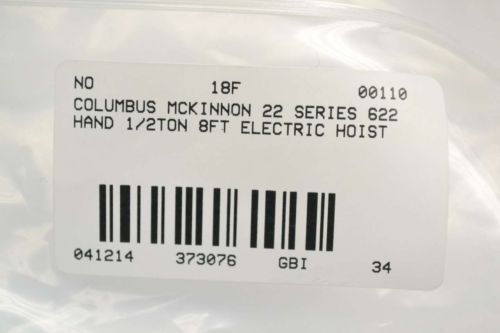 NO 18F 00110
COLUMBUS MCKINNON 22 SERIES 622
HAND 1/2TON 8FT ELECTRIC HOIST
041214 373076 GBI 34